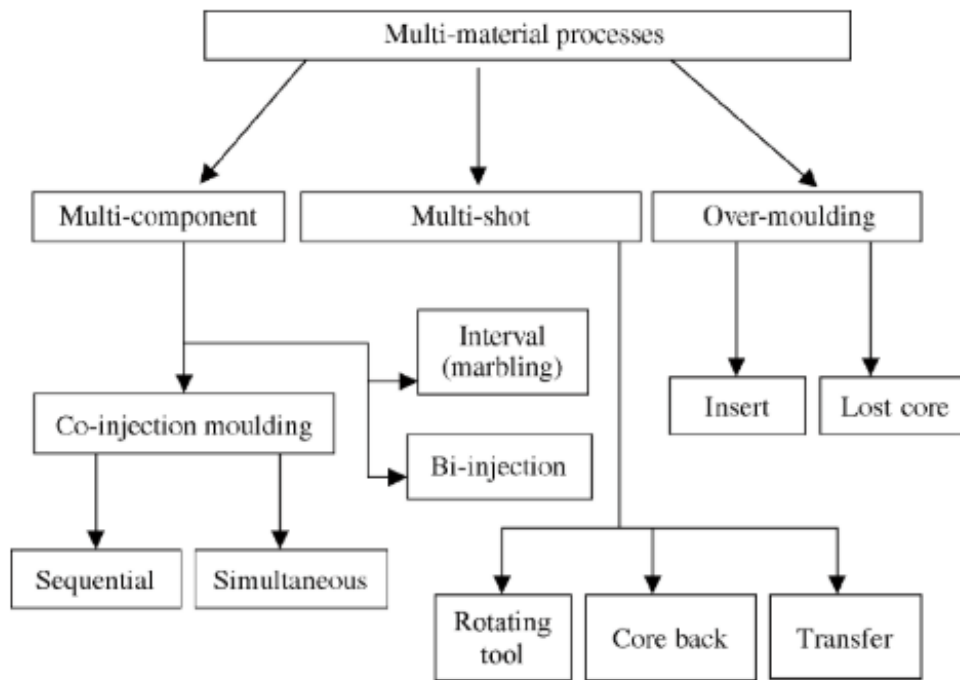 Multi-material processes
Multi-component
Multi-shot
Over-moulding
Interval
(marbling)
Insert
Lost core
Co-injection moulding
Bi-injection
Sequential
Simultaneous
Rotating
tool
Core back
Transfer